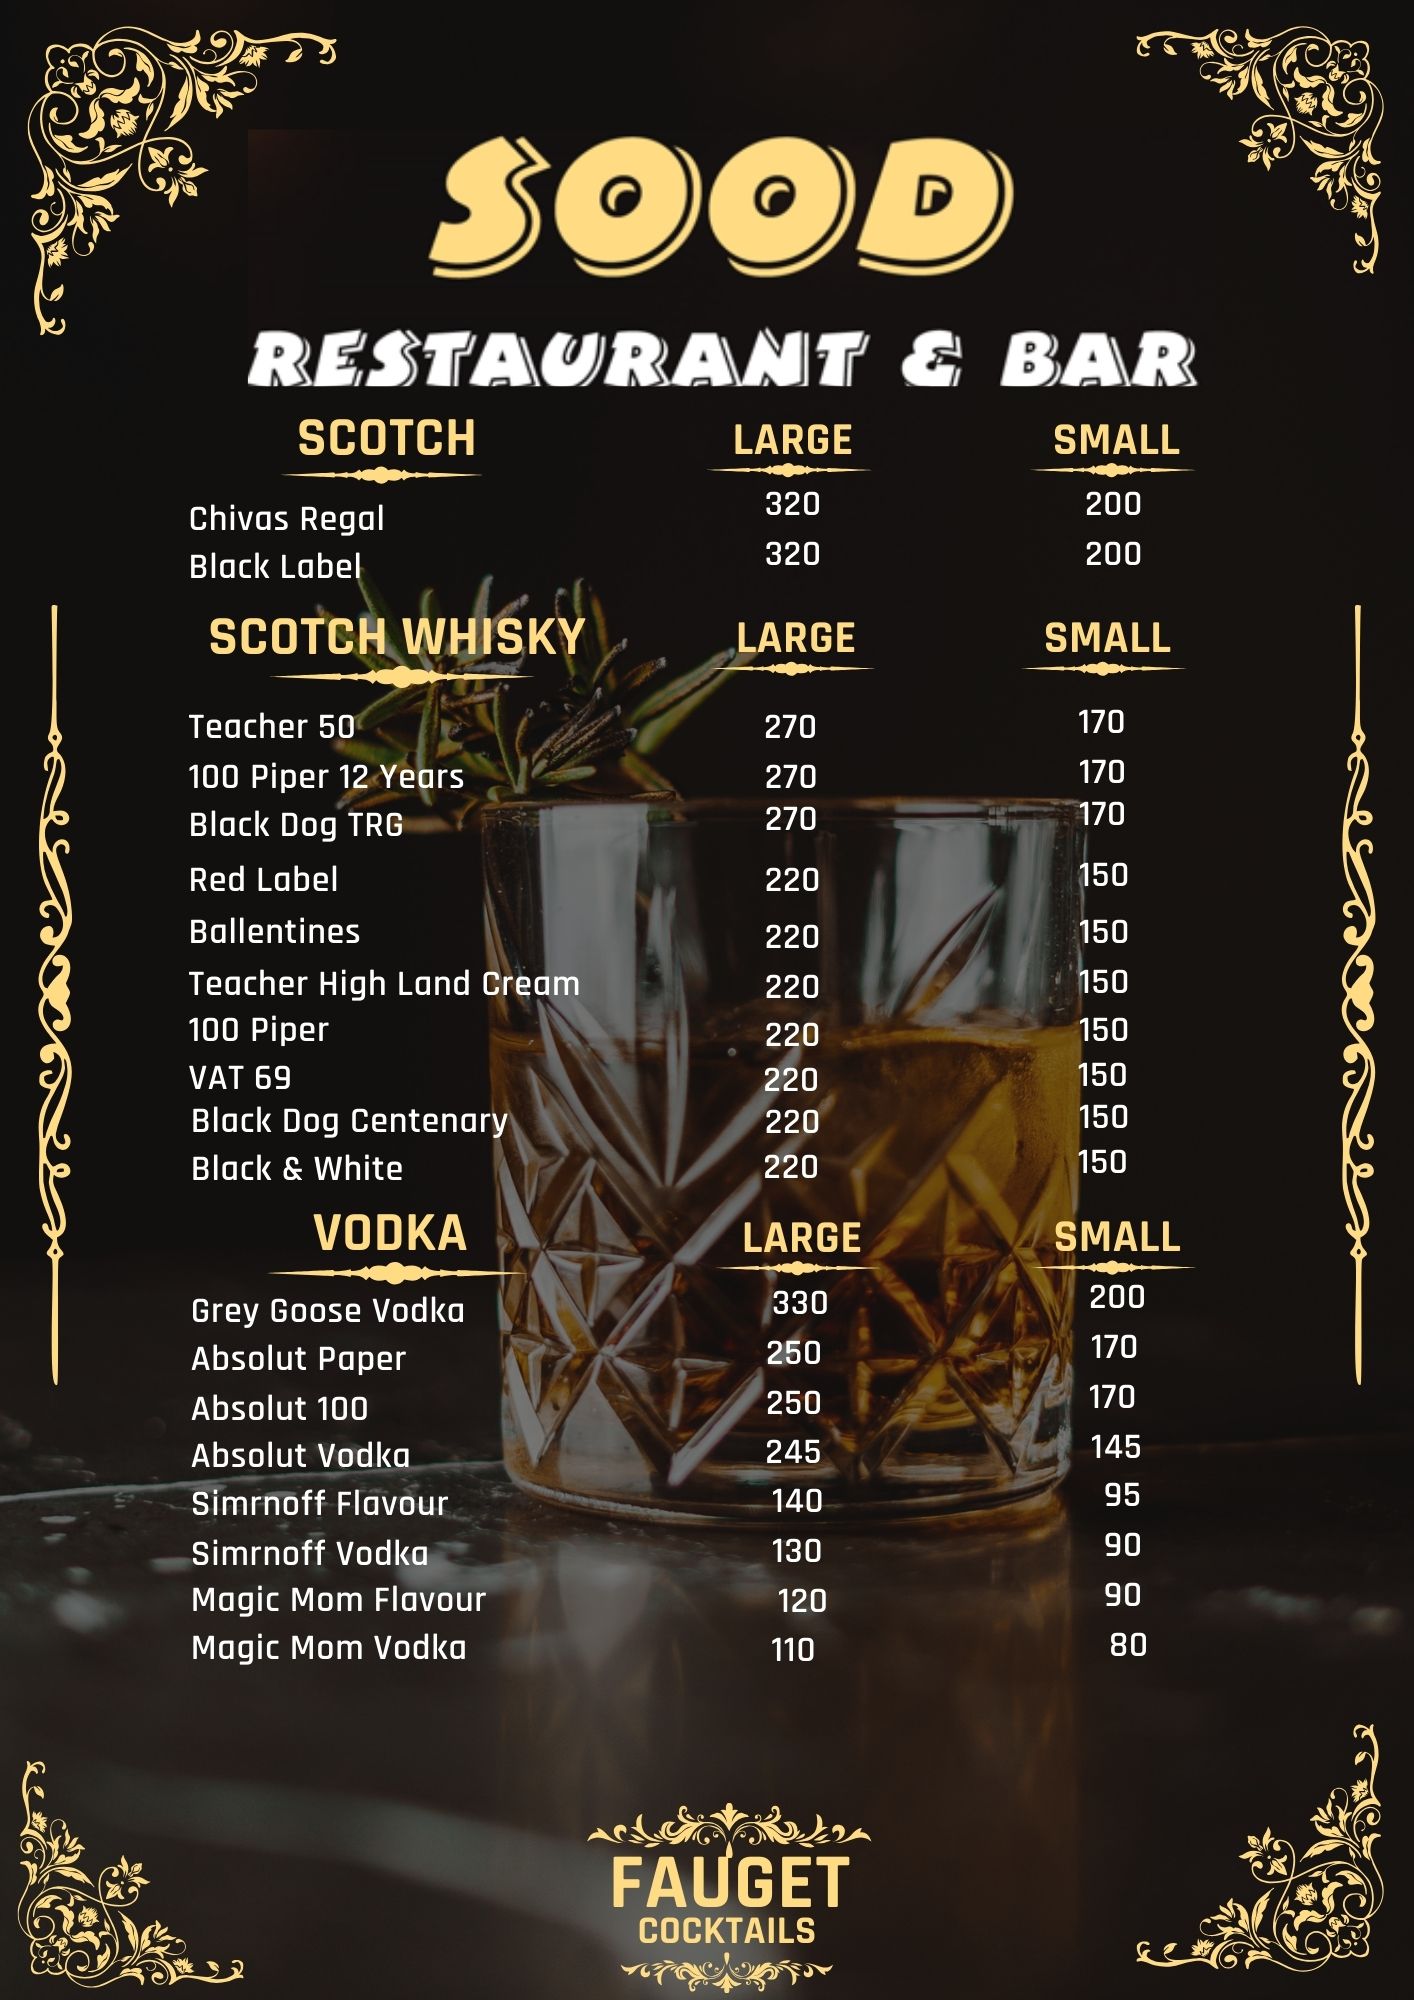 SOOD
RESTAURANT & BAR
SCOTCH LARGE SMALL
Chivas Regal 320 200
Black Label 320 200
SCOTCH WHISKY LARGE SMALL
Teacher 50 270 170
100 Piper 12 Years 270 170
Black Dog TRG 270 170
Red Label 220 150
Ballentines 220 150
Teacher High Land Cream 220 150
100 Piper 220 150
VAT 69 220 150
Black Dog Centenary 220 150
Black & White 220 150
VODKA LARGE SMALL
Grey Goose Vodka 330 200
Absolut Paper 250 170
Absolut 100 250 170
Absolut Vodka 245 145
Simrnoff Flavour 140 95
Simrnoff Vodka 130 90
Magic Mom Flavour 120 90
Magic Mom Vodka 110 80
FAUGET
COCKTAILS